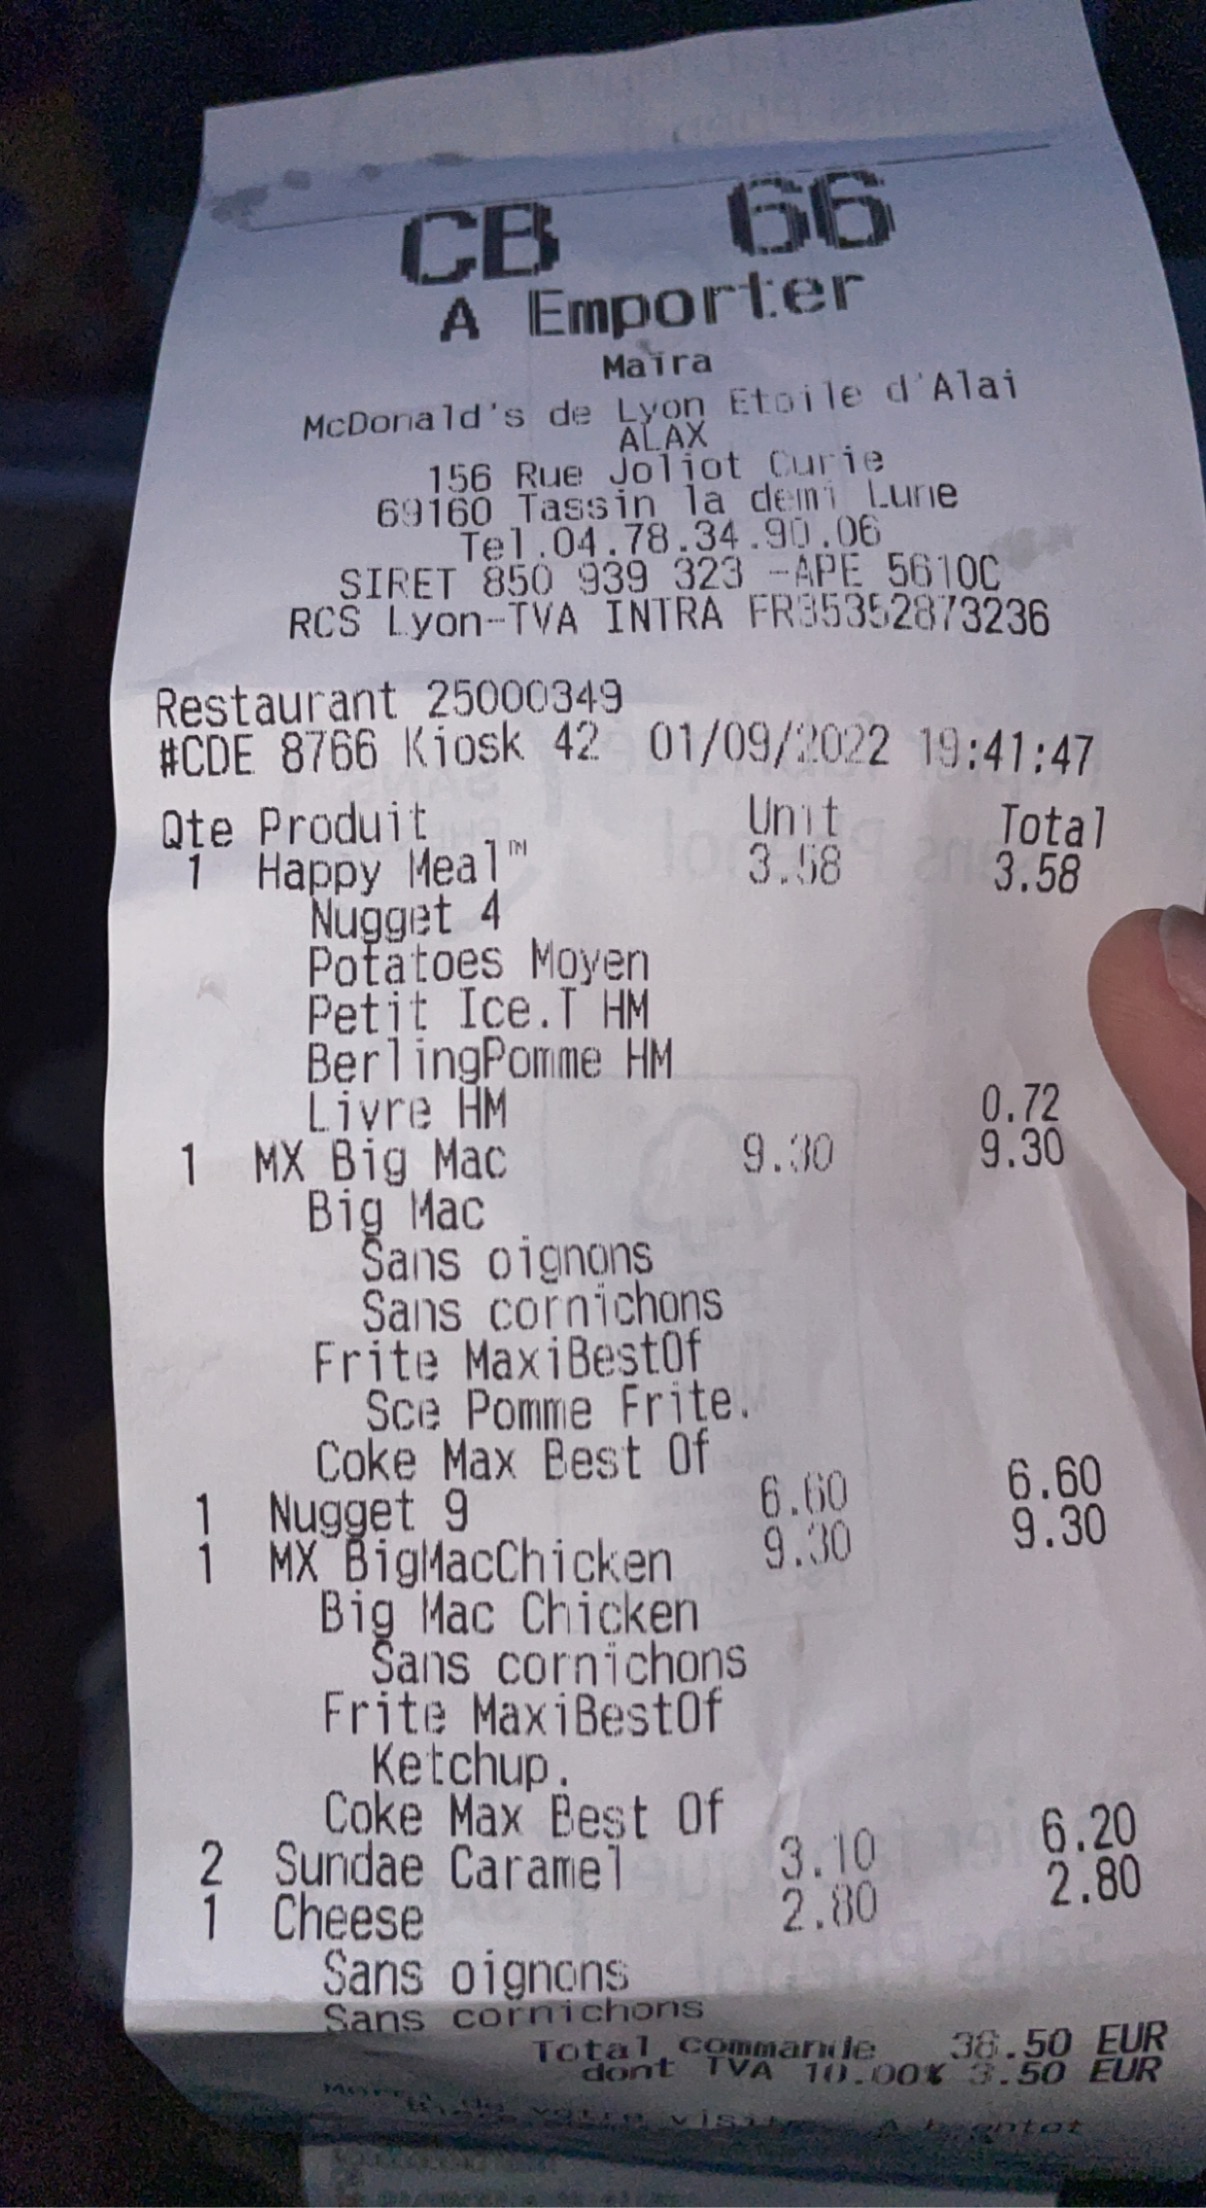 CB 66
A Emporter
Maïra
McDonald's de Lyon Etoile d'Alai
ALAX
156 Rue Joliot Curie
69160 Tassin la demi Lune
Tel.04.78.34.90.06
SIRET 850 939 323 -APE 5610C
RCS Lyon-TVA INTRA FR35352873236
Restaurant 25000349
#CDE 8766 Kiosk 42 01/09/2022 19:41:47
Qte Produit Unit Total
1 Happy Meal™ 3.58 3.58
Nugget 4
Potatoes Moyen
Petit Ice.T HM
BerlingPomme HM
Livre HM 0.72
1 MX Big Mac 9.30 9.30
Big Mac
Sans oignons
Sans cornichons
Frite MaxiBestOf
Sce Pomme Frite.
Coke Max Best Of
1 Nugget 9 6.60 6.60
1 MX BigMacChicken 9.30 9.30
Big Mac Chicken
Sans cornichons
Frite MaxiBestOf
Ketchup.
Coke Max Best Of
2 Sundae Caramel 3.10 6.20
1 Cheese 2.80 2.80
Sans oignons
Sans cornichons
Total commande 38.50 EUR
dont TVA 10.00% 3.50 EUR
de votre visite A bientot